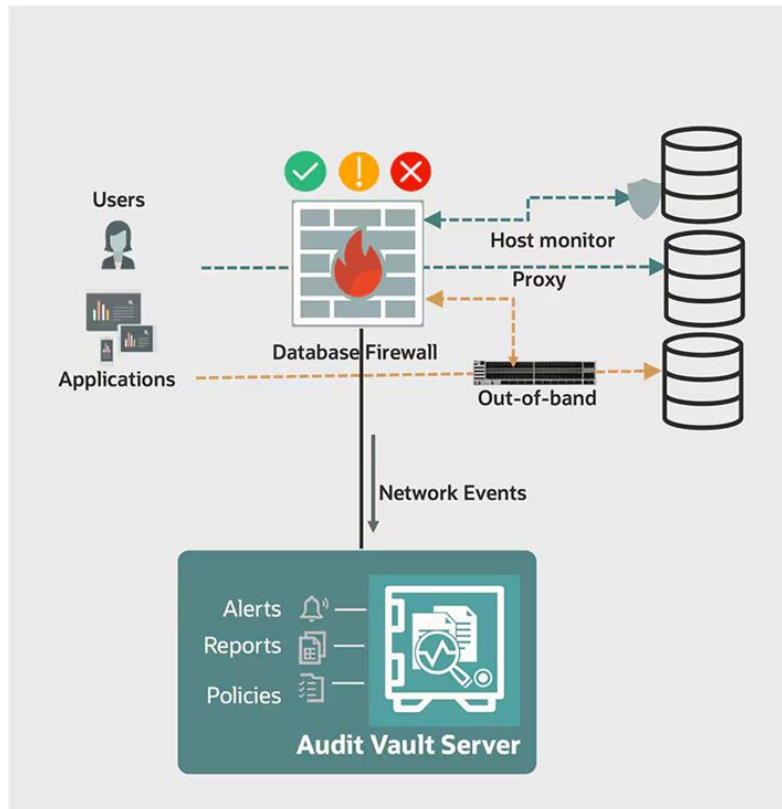 Users
Host monitor
Proxy
Database Firewall
Applications
Out-of-band
Network Events
Alerts
Reports
Policies
Audit Vault Server